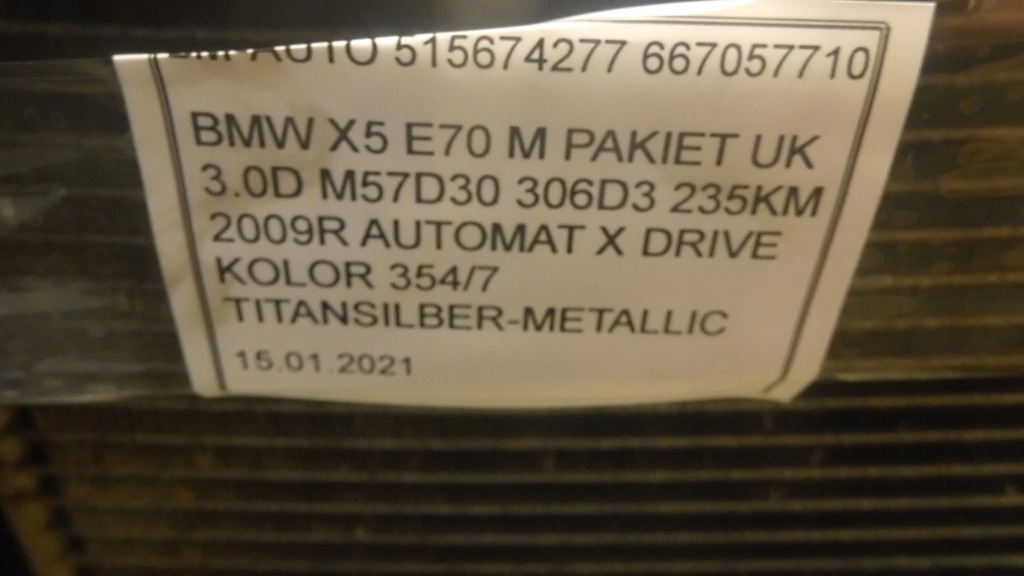 AUTO 515674277 667057710
BMW X5 E70 M PAKIET UK
3.0D M57D30 306D3 235KM
2009R AUTOMAT X DRIVE
KOLOR 354/7
TITANSILBER-METALLIC
15.01.2021